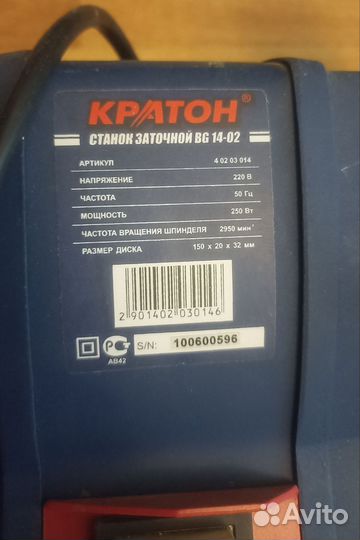 КРАТОН®
СТАНОК ЗАТОЧНОЙ BG 14-02
АРТИКУЛ 4 02 03 014
НАПРЯЖЕНИЕ 220 В
ЧАСТОТА 50 Гц
МОЩНОСТЬ 250 Вт
ЧАСТОТА ВРАЩЕНИЯ ШПИНДЕЛЯ 2950 мин⁻¹
РАЗМЕР ДИСКА 150 x 20 x 32 мм
2 901402 030146
АВ42
S/N: 100600596
Avito